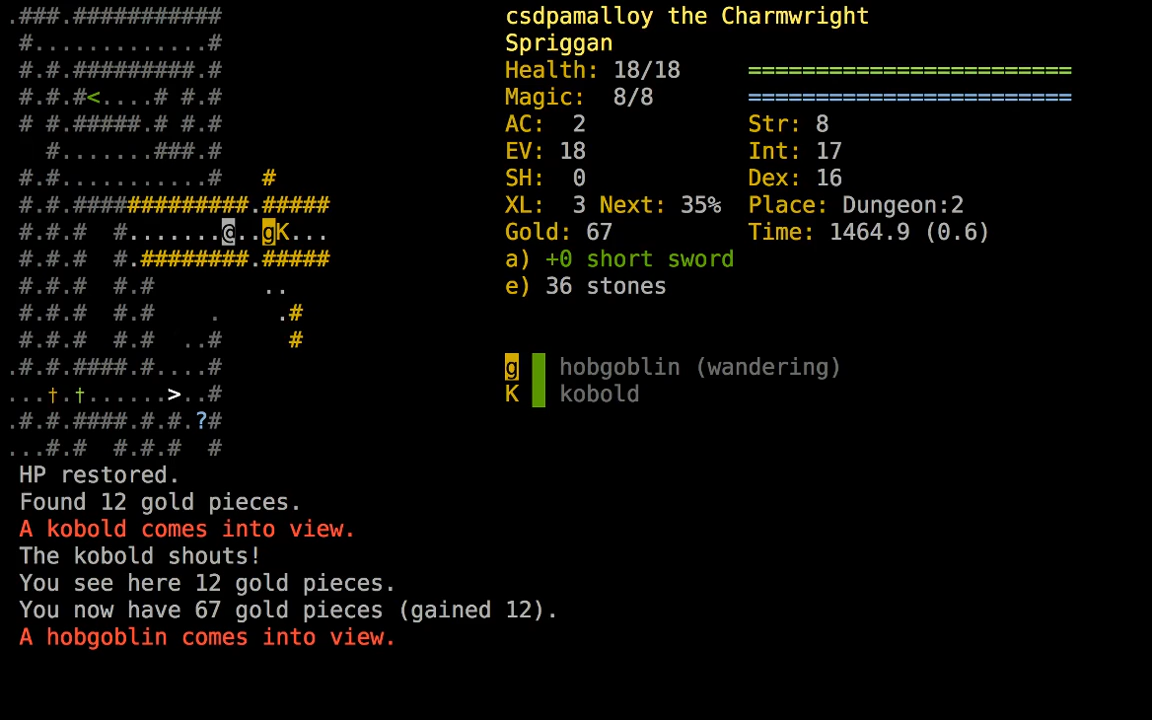 .###.###########          csdpamalloy the Charmwright
#.............#           Spriggan
#.#.#########.#           Health: 18/18     ========================
#.#.#<....# #.#           Magic:  8/8       ========================
# #.#####.# #.#           AC:  2            Str: 8
  #.......###.#           EV: 18            Int: 17
#.#...........#   #       SH:  0            Dex: 16
#.#.#############.#####   XL:  3 Next: 35%  Place: Dungeon:2
#.#.#  #.......@..gK...   Gold: 67          Time: 1464.9 (0.6)
#.#.#  #.########.#####   a) +0 short sword
#.#.#  #.#        ..      e) 36 stones
#.#.#  #.#    .    .#
#.#.#  #.#  ..#     #
.#.#.####.#....#          g   hobgoblin (wandering)
...†.†......>..#          K   kobold
.#.#.####.#.#.?#
...#.#  #.#.#  #
HP restored.
Found 12 gold pieces.
A kobold comes into view.
The kobold shouts!
You see here 12 gold pieces.
You now have 67 gold pieces (gained 12).
A hobgoblin comes into view.